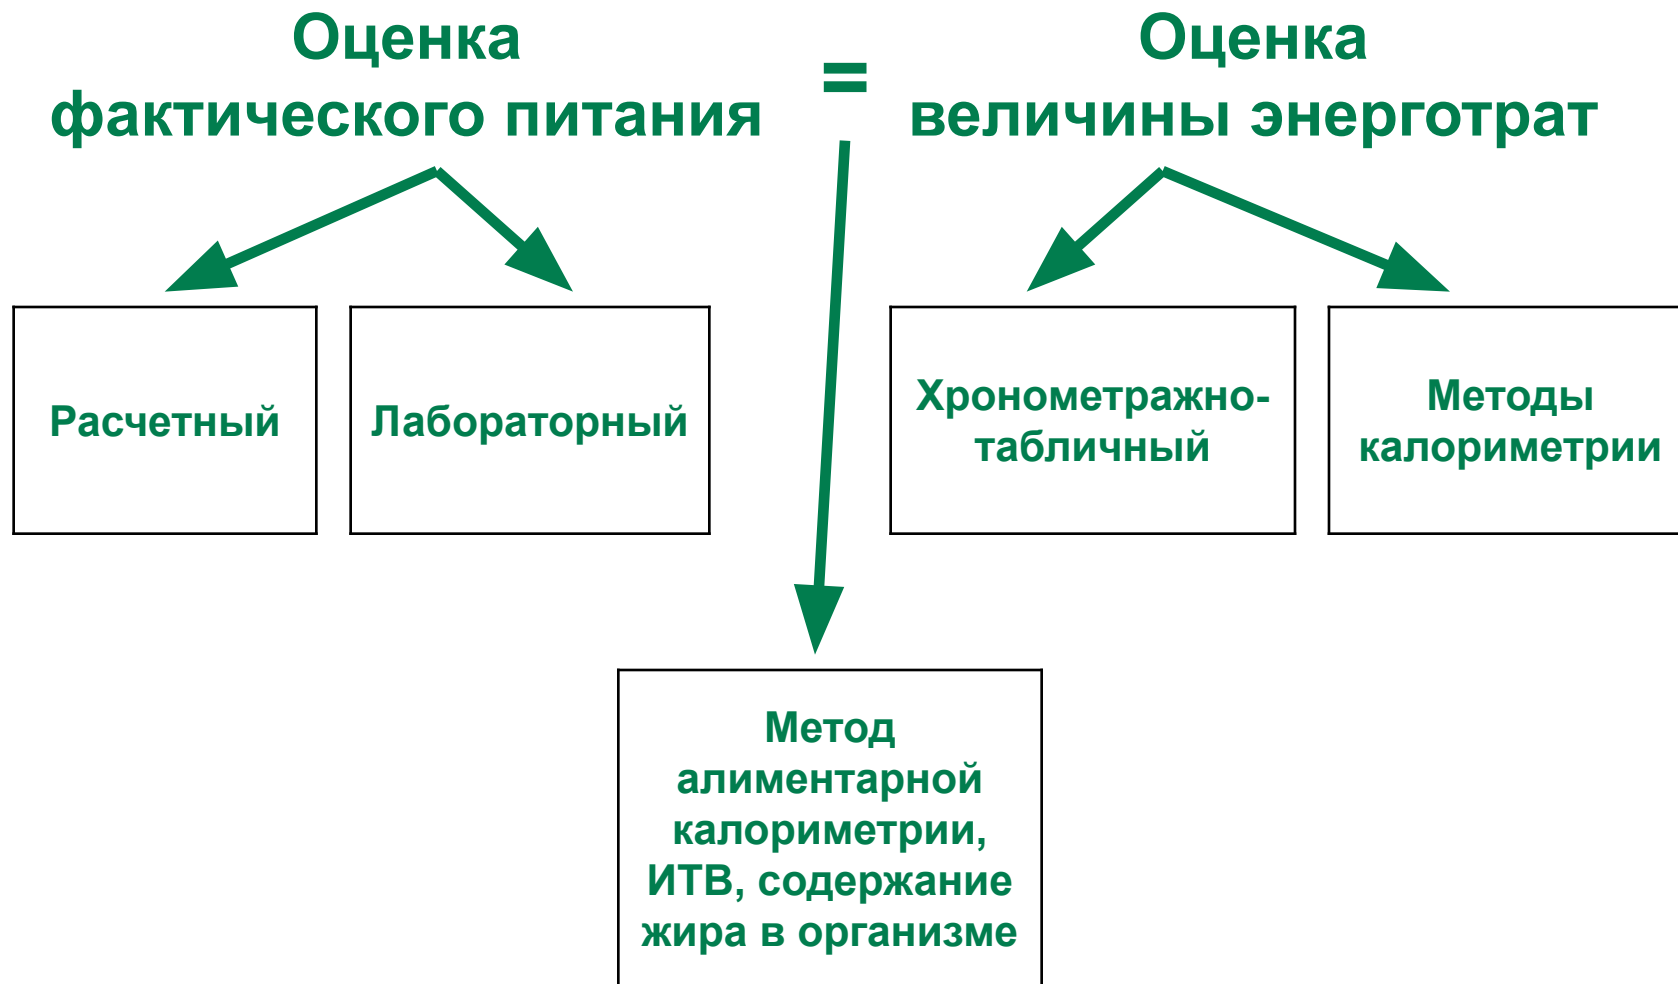 Оценка
фактического питания
=
Оценка
величины энерготрат
Расчетный
Лабораторный
Хронометражно-
табличный
Методы
калориметрии
Метод
алиментарной
калориметрии,
ИТВ, содержание
жира в организме